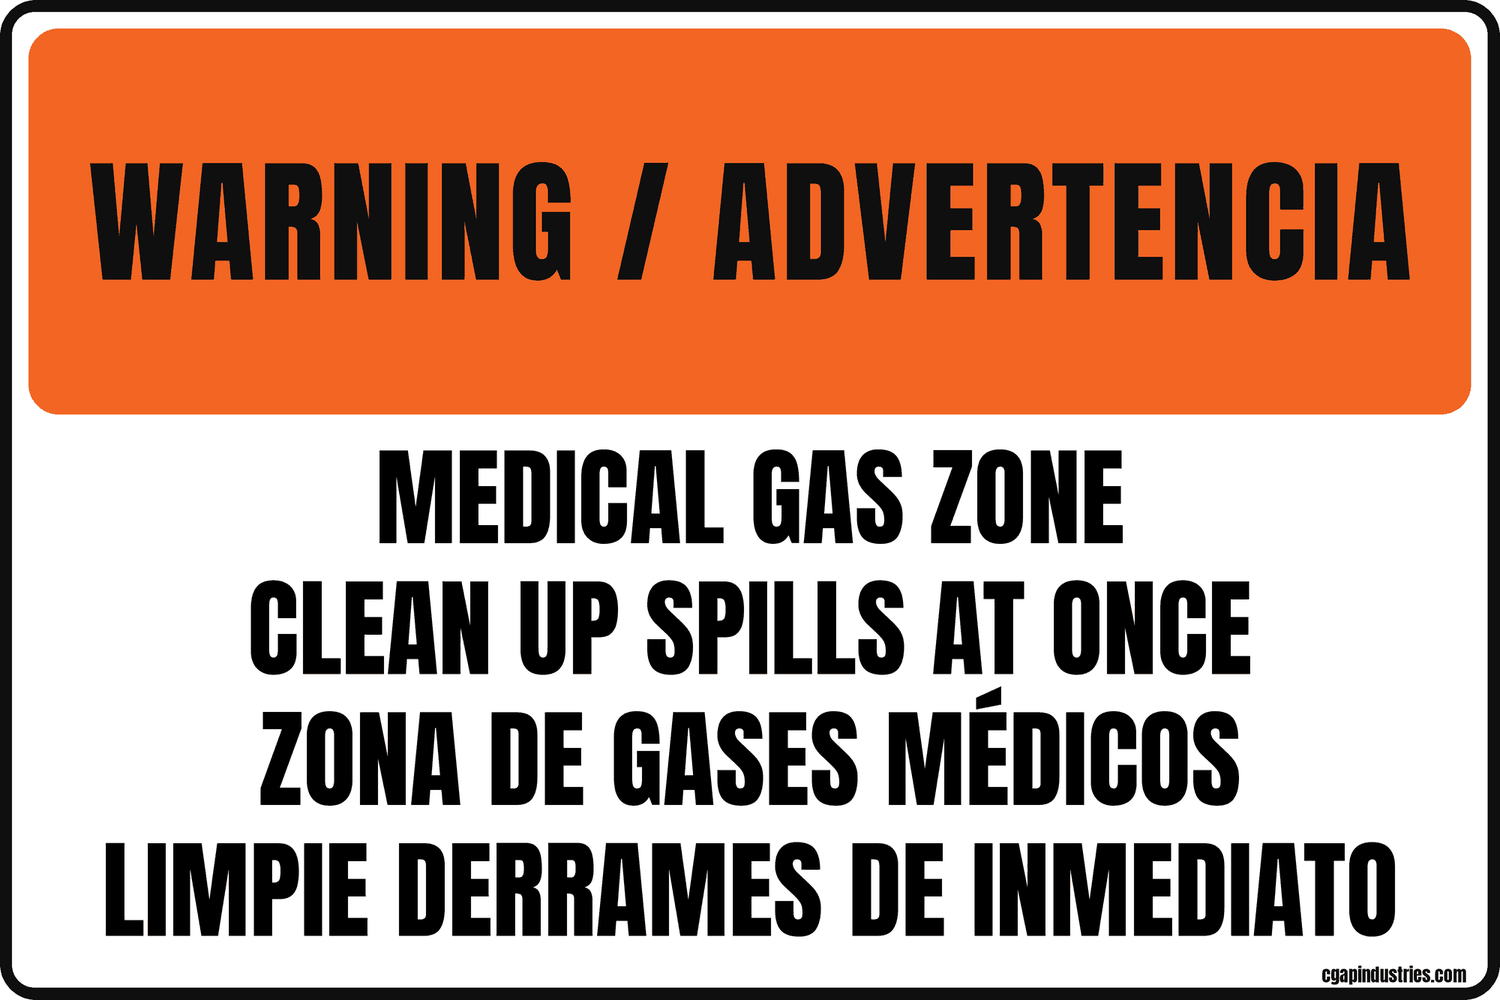 WARNING / ADVERTENCIA
MEDICAL GAS ZONE
CLEAN UP SPILLS AT ONCE
ZONA DE GASES MÉDICOS
LIMPIE DERRAMES DE INMEDIATO
cgapindustries.com